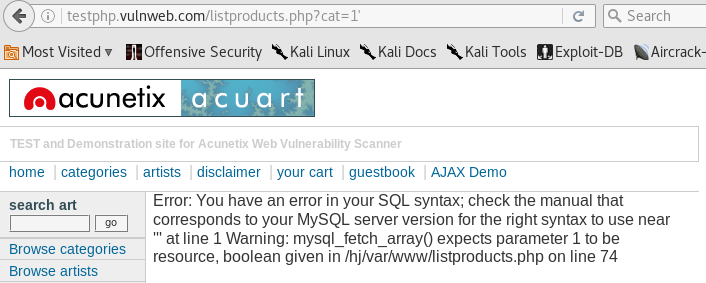 testphp.vulnweb.com/listproducts.php?cat=1'
Search
Most Visited Offensive Security Kali Linux Kali Docs Kali Tools Exploit-DB Aircrack-
acunetix acuart
TEST and Demonstration site for Acunetix Web Vulnerability Scanner
home | categories | artists | disclaimer | your cart | guestbook | AJAX Demo
search art
go
Browse categories
Browse artists
Error: You have an error in your SQL syntax; check the manual that
corresponds to your MySQL server version for the right syntax to use near
''' at line 1 Warning: mysql_fetch_array() expects parameter 1 to be
resource, boolean given in /hj/var/www/listproducts.php on line 74